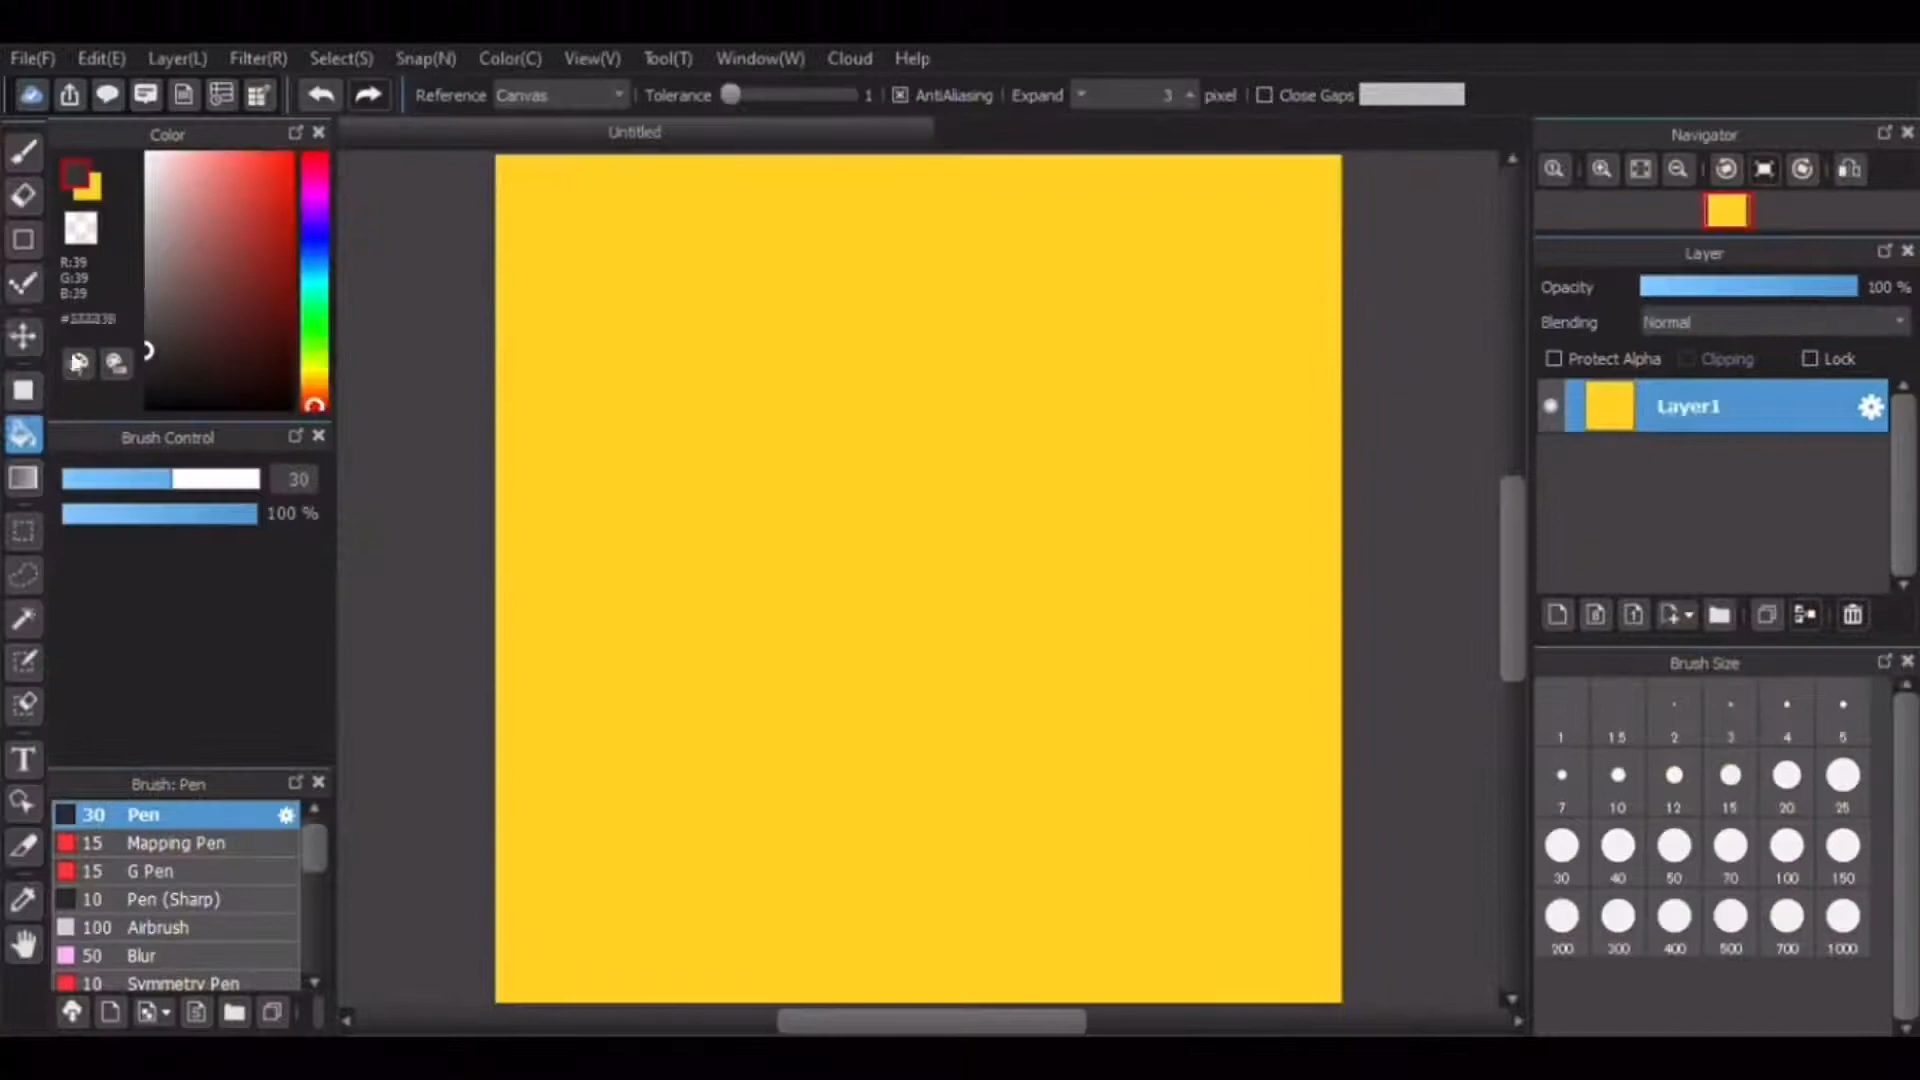 File(F) Edit(E) Layer(L) Filter(R) Select(S) Snap(N) Color(C) View(V) Tool(T) Window(W) Cloud Help
Reference Canvas Tolerance 1 AntiAliasing Expand 3 pixel Close Gaps
Color
Untitled
Navigator
R:39
G:39
B:39
Layer
Opacity 100 %
Blending Normal
Protect Alpha Clipping Lock
Layer1
Brush Control
30
100 %
Brush Size
1 1.5 2 3 4 5
7 10 12 15 20 25
30 40 50 70 100 150
200 300 400 500 700 1000
Brush: Pen
30 Pen
15 Mapping Pen
15 G Pen
10 Pen (Sharp)
100 Airbrush
50 Blur
10 Symmetry Pen